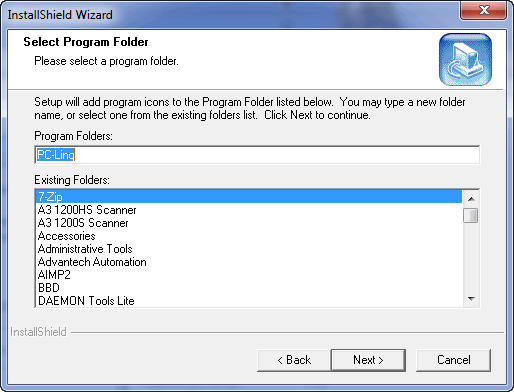 InstallShield Wizard
Select Program Folder
Please select a program folder.
Setup will add program icons to the Program Folder listed below. You may type a new folder
name, or select one from the existing folders list. Click Next to continue.
Program Folders:
PC-Linq
Existing Folders:
7-Zip
A3 1200HS Scanner
A3 1200S Scanner
Accessories
Administrative Tools
Advantech Automation
AIMP2
BBD
DAEMON Tools Lite
InstallShield
< Back
Next >
Cancel